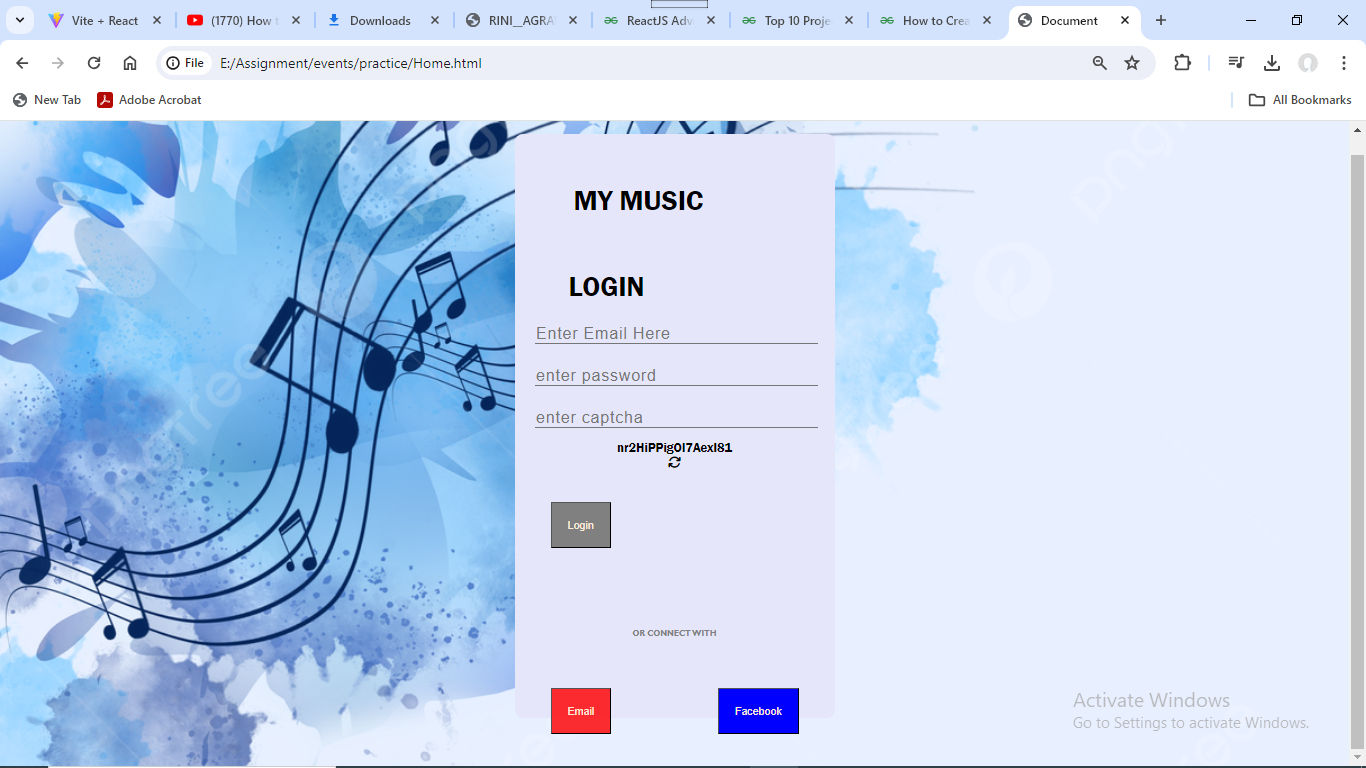 Vite + React
(1770) How t
Downloads
RINI__AGRA
ReactJS Adv
Top 10 Proje
How to Crea
Document
File
E:/Assignment/events/practice/Home.html
New Tab
Adobe Acrobat
All Bookmarks
MY MUSIC
LOGIN
Enter Email Here
enter password
enter captcha
Login
OR CONNECT WITH
Email
Facebook
Activate Windows
Go to Settings to activate Windows.